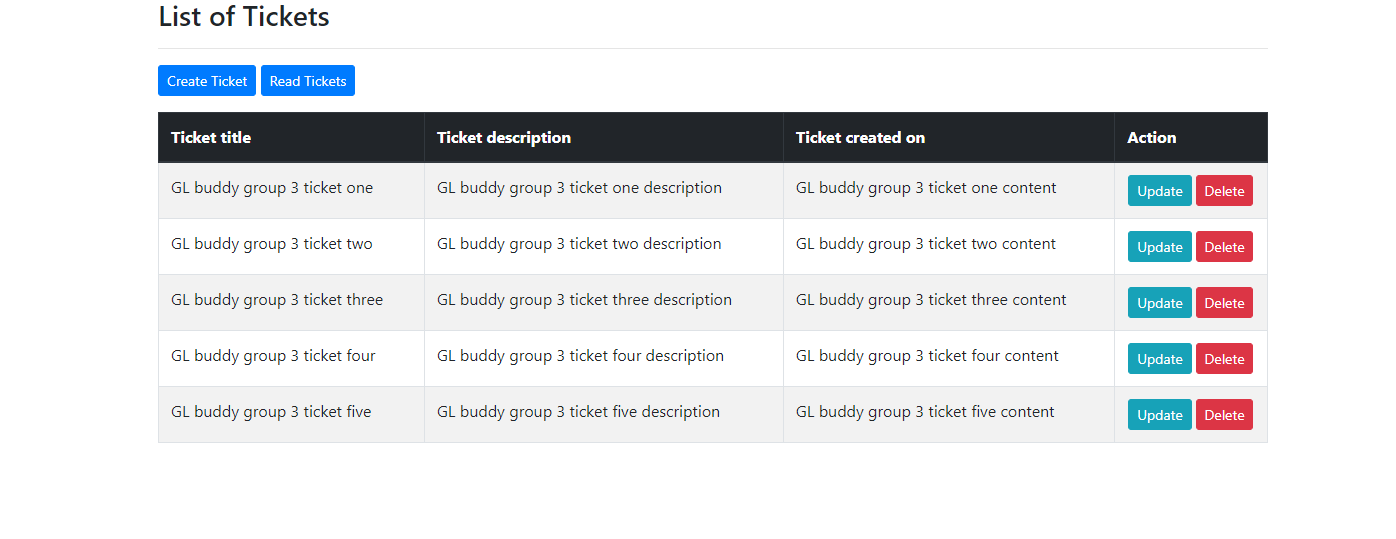 List of Tickets
Create Ticket Read Tickets
Ticket title Ticket description Ticket created on Action
GL buddy group 3 ticket one GL buddy group 3 ticket one description GL buddy group 3 ticket one content Update Delete
GL buddy group 3 ticket two GL buddy group 3 ticket two description GL buddy group 3 ticket two content Update Delete
GL buddy group 3 ticket three GL buddy group 3 ticket three description GL buddy group 3 ticket three content Update Delete
GL buddy group 3 ticket four GL buddy group 3 ticket four description GL buddy group 3 ticket four content Update Delete
GL buddy group 3 ticket five GL buddy group 3 ticket five description GL buddy group 3 ticket five content Update Delete